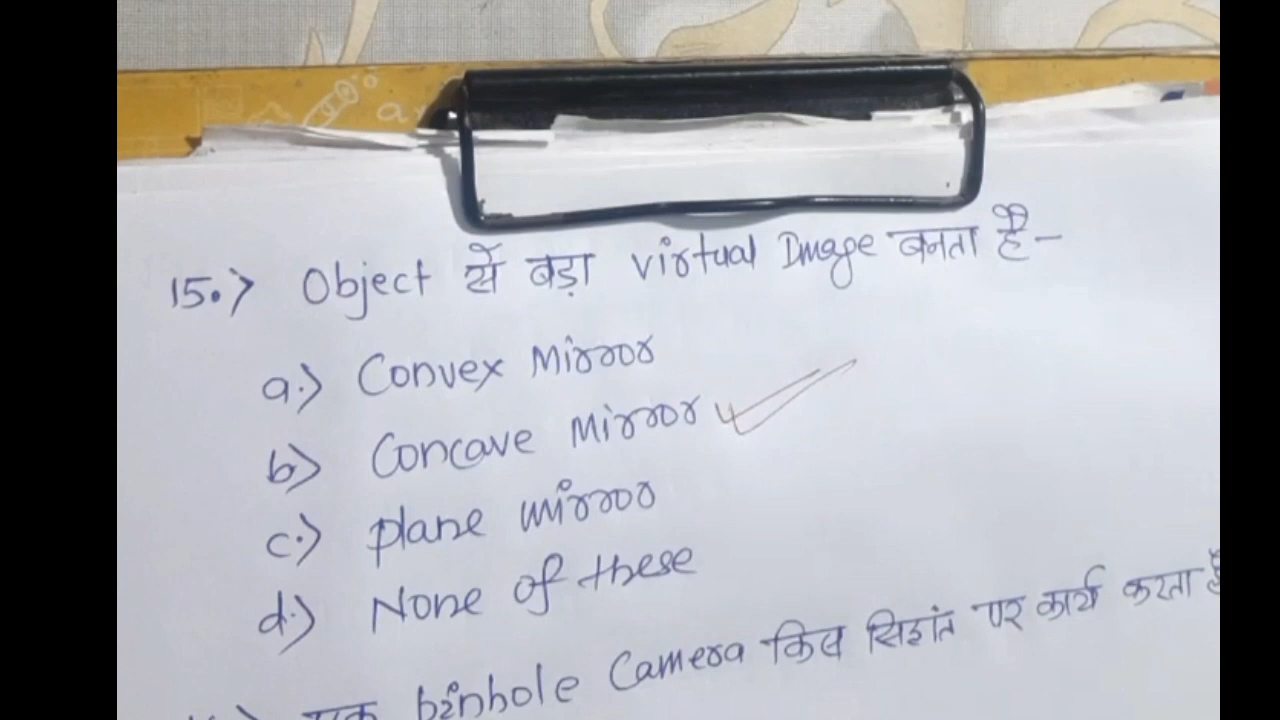 15.> Object से बड़ा virtual Image बनता है -
a.> Convex Mirror
b> Concave Mirror
c.> plane mirror
d.> None of these
एक pinhole Camera किस सिद्धांत पर कार्य करता है